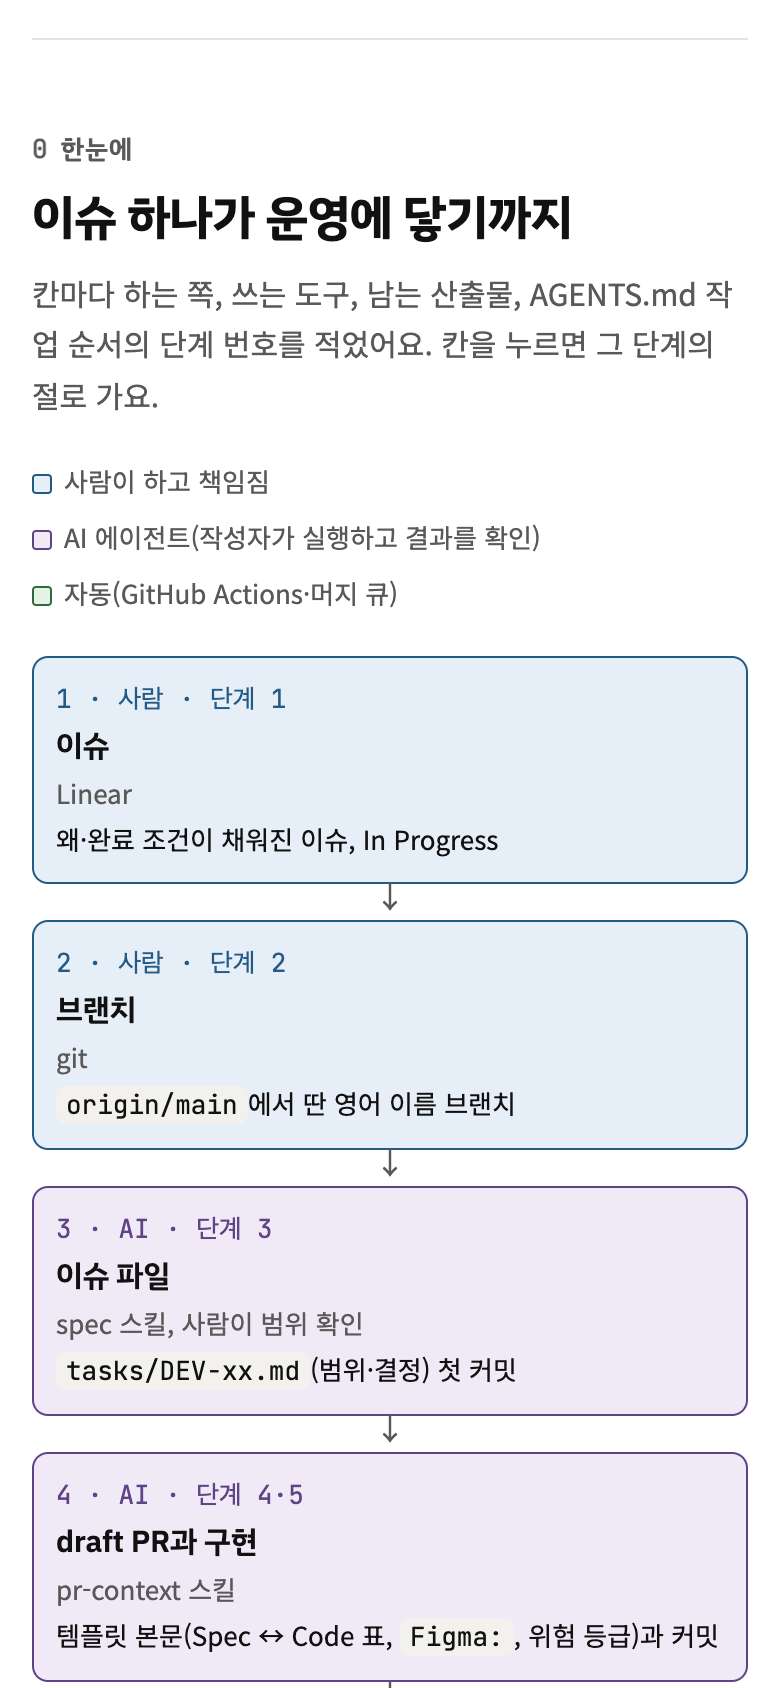 0 한눈에
이슈 하나가 운영에 닿기까지
칸마다 하는 쪽, 쓰는 도구, 남는 산출물, AGENTS.md 작
업 순서의 단계 번호를 적었어요. 칸을 누르면 그 단계의
절로 가요.
사람이 하고 책임짐
AI 에이전트(작성자가 실행하고 결과를 확인)
자동(GitHub Actions·머지 큐)
1 · 사람 · 단계 1
이슈
Linear
왜·완료 조건이 채워진 이슈, In Progress
↓
2 · 사람 · 단계 2
브랜치
git
origin/main에서 딴 영어 이름 브랜치
↓
3 · AI · 단계 3
이슈 파일
spec 스킬, 사람이 범위 확인
tasks/DEV-xx.md(범위·결정) 첫 커밋
↓
4 · AI · 단계 4·5
draft PR과 구현
pr-context 스킬
템플릿 본문(Spec ↔ Code 표, Figma:, 위험 등급)과 커밋